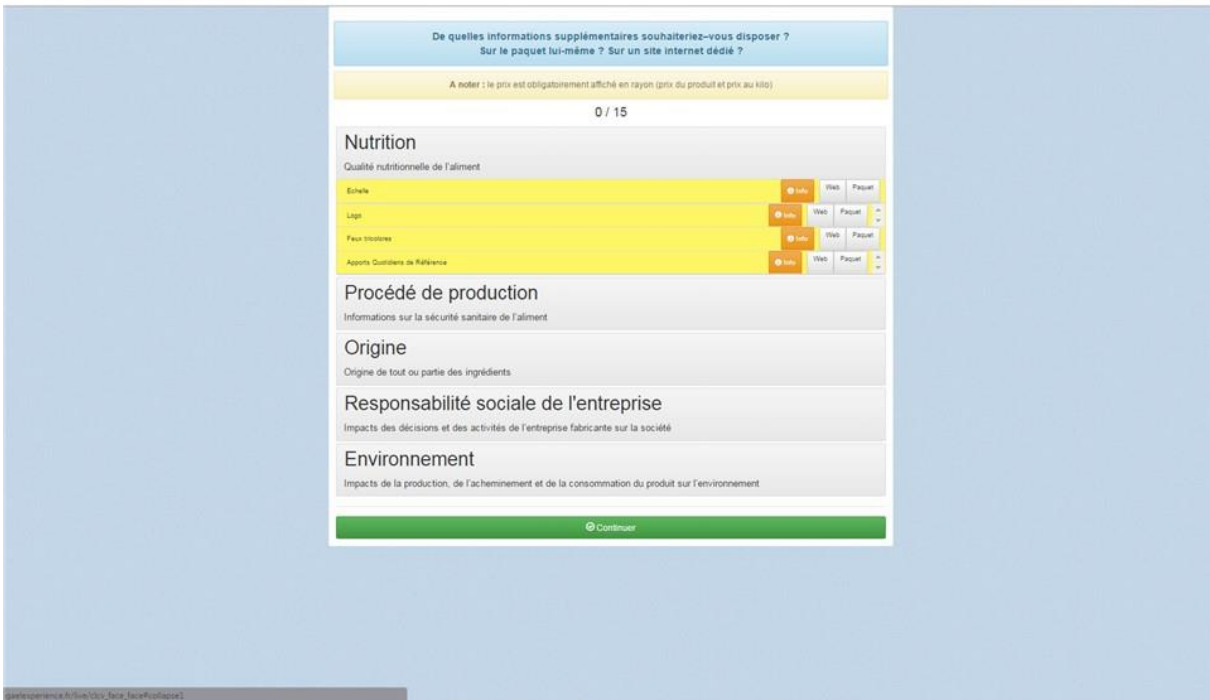 De quelles informations supplémentaires souhaiteriez–vous disposer ?
Sur le paquet lui-même ? Sur un site internet dédié ?
A noter : le prix est obligatoirement affiché en rayon (prix du produit et prix au kilo)
0 / 15
Nutrition
Qualité nutritionnelle de l'aliment
Echelle Info Web Paquet
Logo Info Web Paquet
Feux tricolores Info Web Paquet
Apports Quotidiens de Référence Info Web Paquet
Procédé de production
Informations sur la sécurité sanitaire de l'aliment
Origine
Origine de tout ou partie des ingrédients
Responsabilité sociale de l'entreprise
Impacts des décisions et des activités de l'entreprise fabricante sur la société
Environnement
Impacts de la production, de l'acheminement et de la consommation du produit sur l'environnement
Continuer
gaelexperience.fr/live/clcv_face_face#collapse1